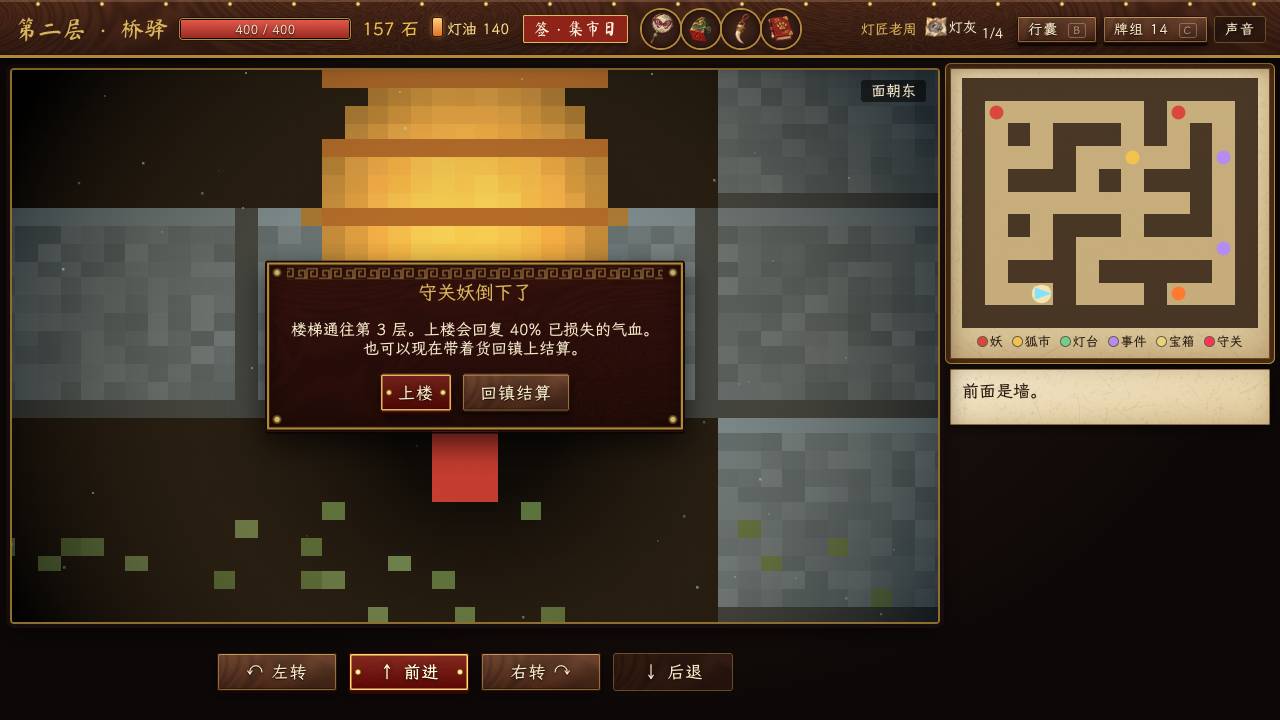 第二层 · 桥驿
400 / 400
157 石
灯油 140
签 · 集市日
灯匠老周
灯灰 1/4
行囊 B
牌组 14 C
声音
面朝东
守关妖倒下了
楼梯通往第 3 层。上楼会回复 40% 已损失的气血。
也可以现在带着货回镇上结算。
上楼
回镇结算
妖 狐市 灯台 事件 宝箱 守关
前面是墙。
左转
↑ 前进
右转
↓ 后退